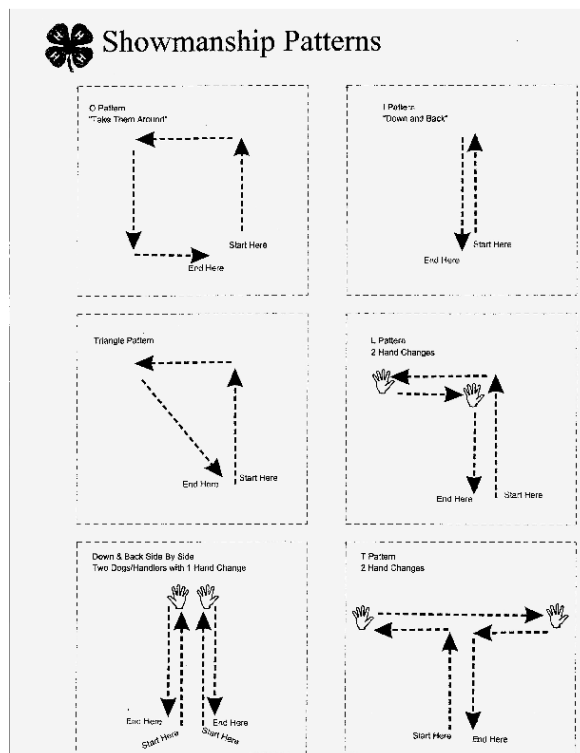 H H H H
Showmanship Patterns
O Pattern
"Take Them Around"
Start Here
End Here
I Pattern
"Down and Back"
Start Here
End Here
Triangle Pattern
End Here
Start Here
L Pattern
2 Hand Changes
End Here
Start Here
Down & Back Side By Side
Two Dogs/Handlers with 1 Hand Change
End Here
End Here
Start Here
Start Here
T Pattern
2 Hand Changes
Start Here
End Here